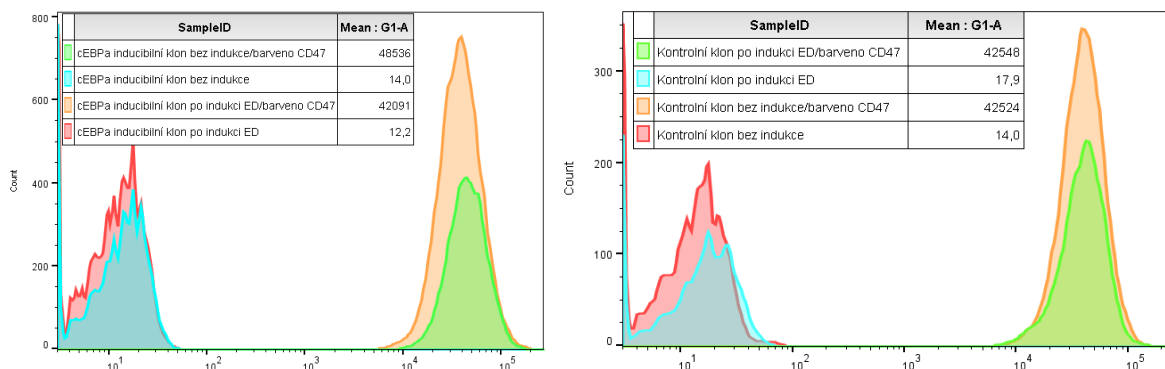 SampleID Mean : G1-A
cEBPa inducibilní klon bez indukce/barveno CD47 48536
cEBPa inducibilní klon bez indukce 14,0
cEBPa inducibilní klon po indukci ED/barveno CD47 42091
cEBPa inducibilní klon po indukci ED 12,2
800
600
400
200
0
Count
10^1 10^2 10^3 10^4 10^5
SampleID Mean : G1-A
Kontrolní klon po indukci ED/barveno CD47 42548
Kontrolní klon po indukci ED 17,9
Kontrolní klon bez indukce/barveno CD47 42524
Kontrolní klon bez indukce 14,0
300
200
100
0
Count
10^1 10^2 10^3 10^4 10^5